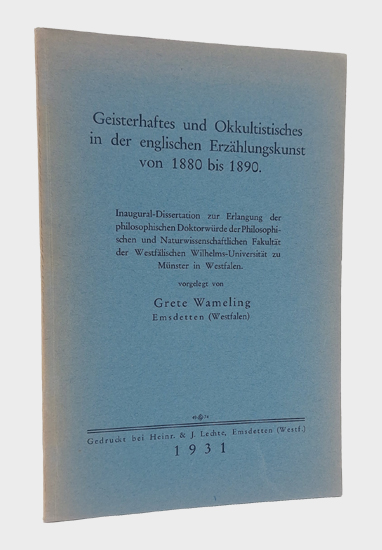 Geisterhaftes und Okkultistisches
in der englischen Erzählungskunst
von 1880 bis 1890.
Inaugural-Dissertation zur Erlangung der
philosophischen Doktorwürde der Philosophi-
schen und Naturwissenschaftlichen Fakultät
der Westfälischen Wilhelms-Universität zu
Münster in Westfalen.
vorgelegt von
Grete Wameling
Emsdetten (Westfalen)
Gedruckt bei Heinr. & J. Lechte, Emsdetten (Westf.)
1931